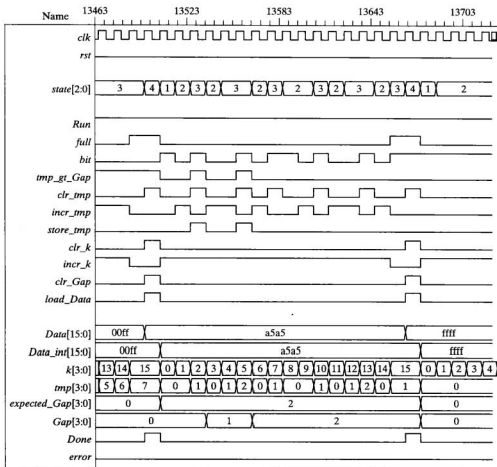 Name 13463 13523 13583 13643 13703
clk
rst
state[2:0] 3 4 1 2 3 2 3 2 3 2 3 2 3 2 3 4 1 2
Run
full
bit
tmp_gt_Gap
clr_tmp
incr_tmp
store_tmp
clr_k
incr_k
clr_Gap
load_Data
Data[15:0] 00ff a5a5 ffff
Data_int[15:0] 00ff a5a5 ffff
k[3:0] 13 14 15 0 1 2 3 4 5 6 7 8 9 10 11 12 13 14 15 0 1 2 3 4
tmp[3:0] 5 6 7 0 1 0 1 2 0 1 0 1 0 1 2 0 1 0
expected_Gap[3:0] 0 2 0
Gap[3:0] 0 1 2 0
Done
error